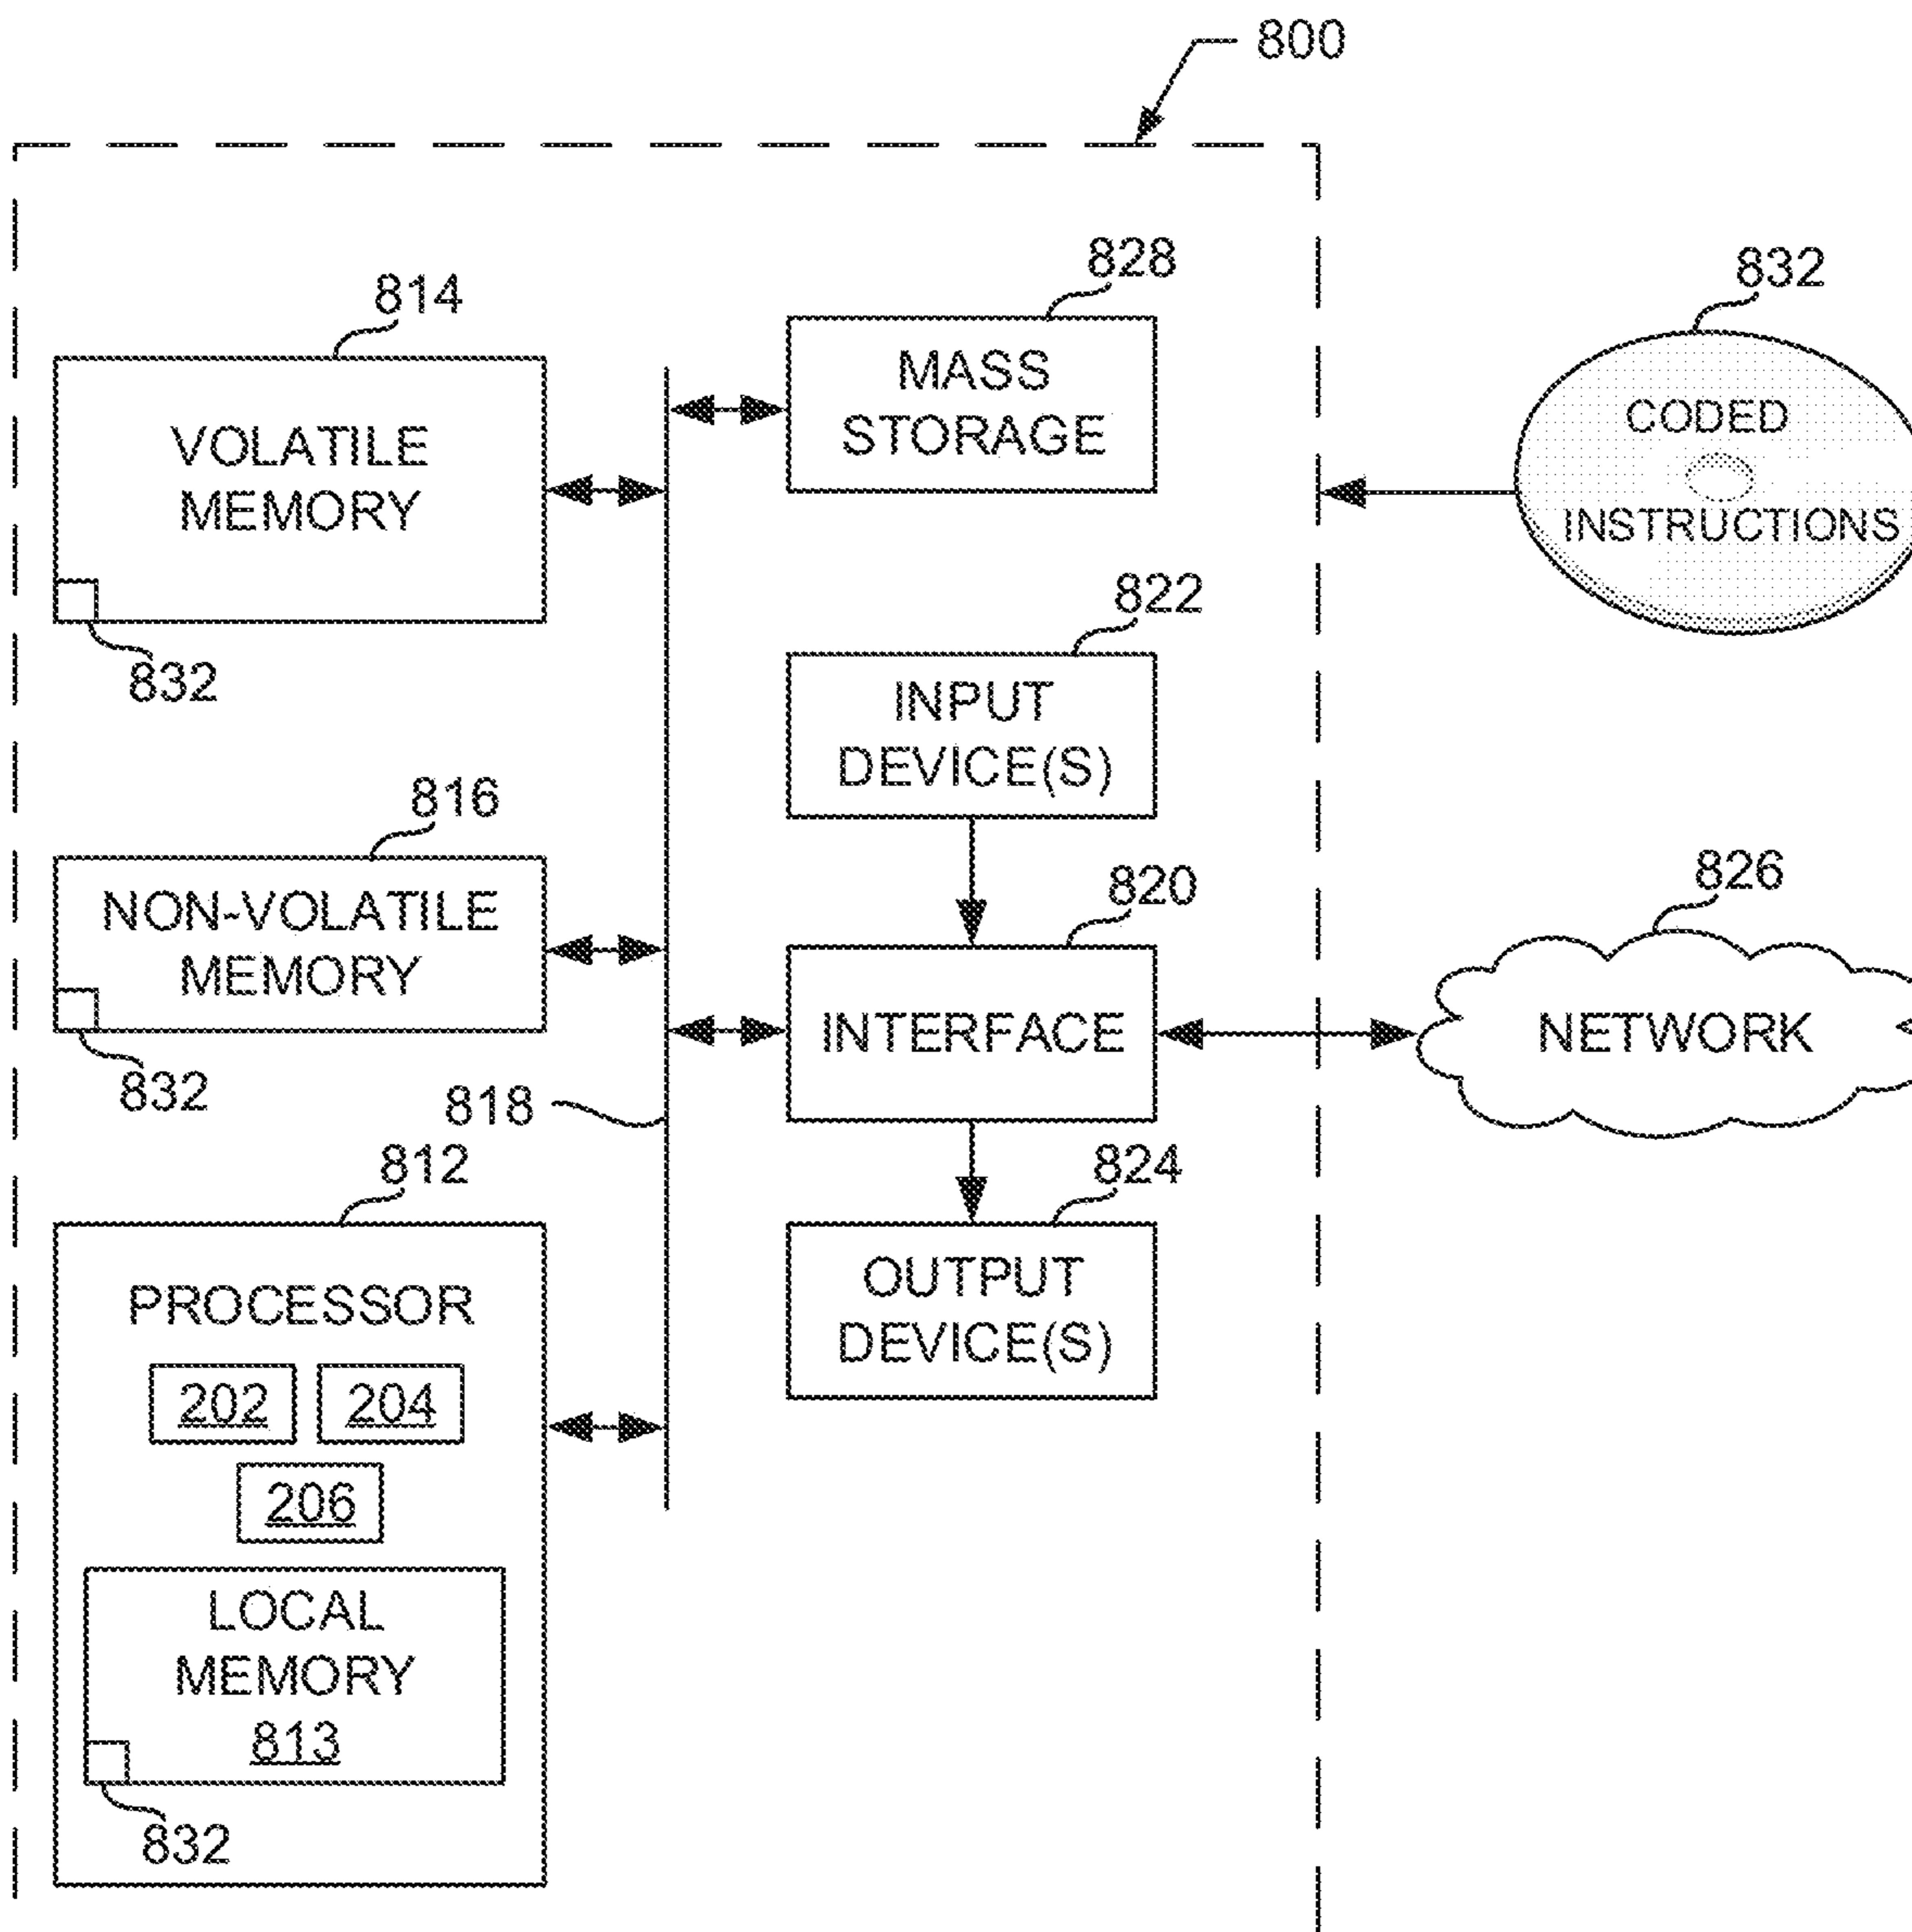 800
828
832
814
MASS
STORAGE
CODED
INSTRUCTIONS
VOLATILE
MEMORY
832
822
INPUT
DEVICE(S)
816
820
826
NON-VOLATILE
MEMORY
INTERFACE
NETWORK
832
818
812
824
PROCESSOR
OUTPUT
DEVICE(S)
202 204
206
LOCAL
MEMORY
813
832